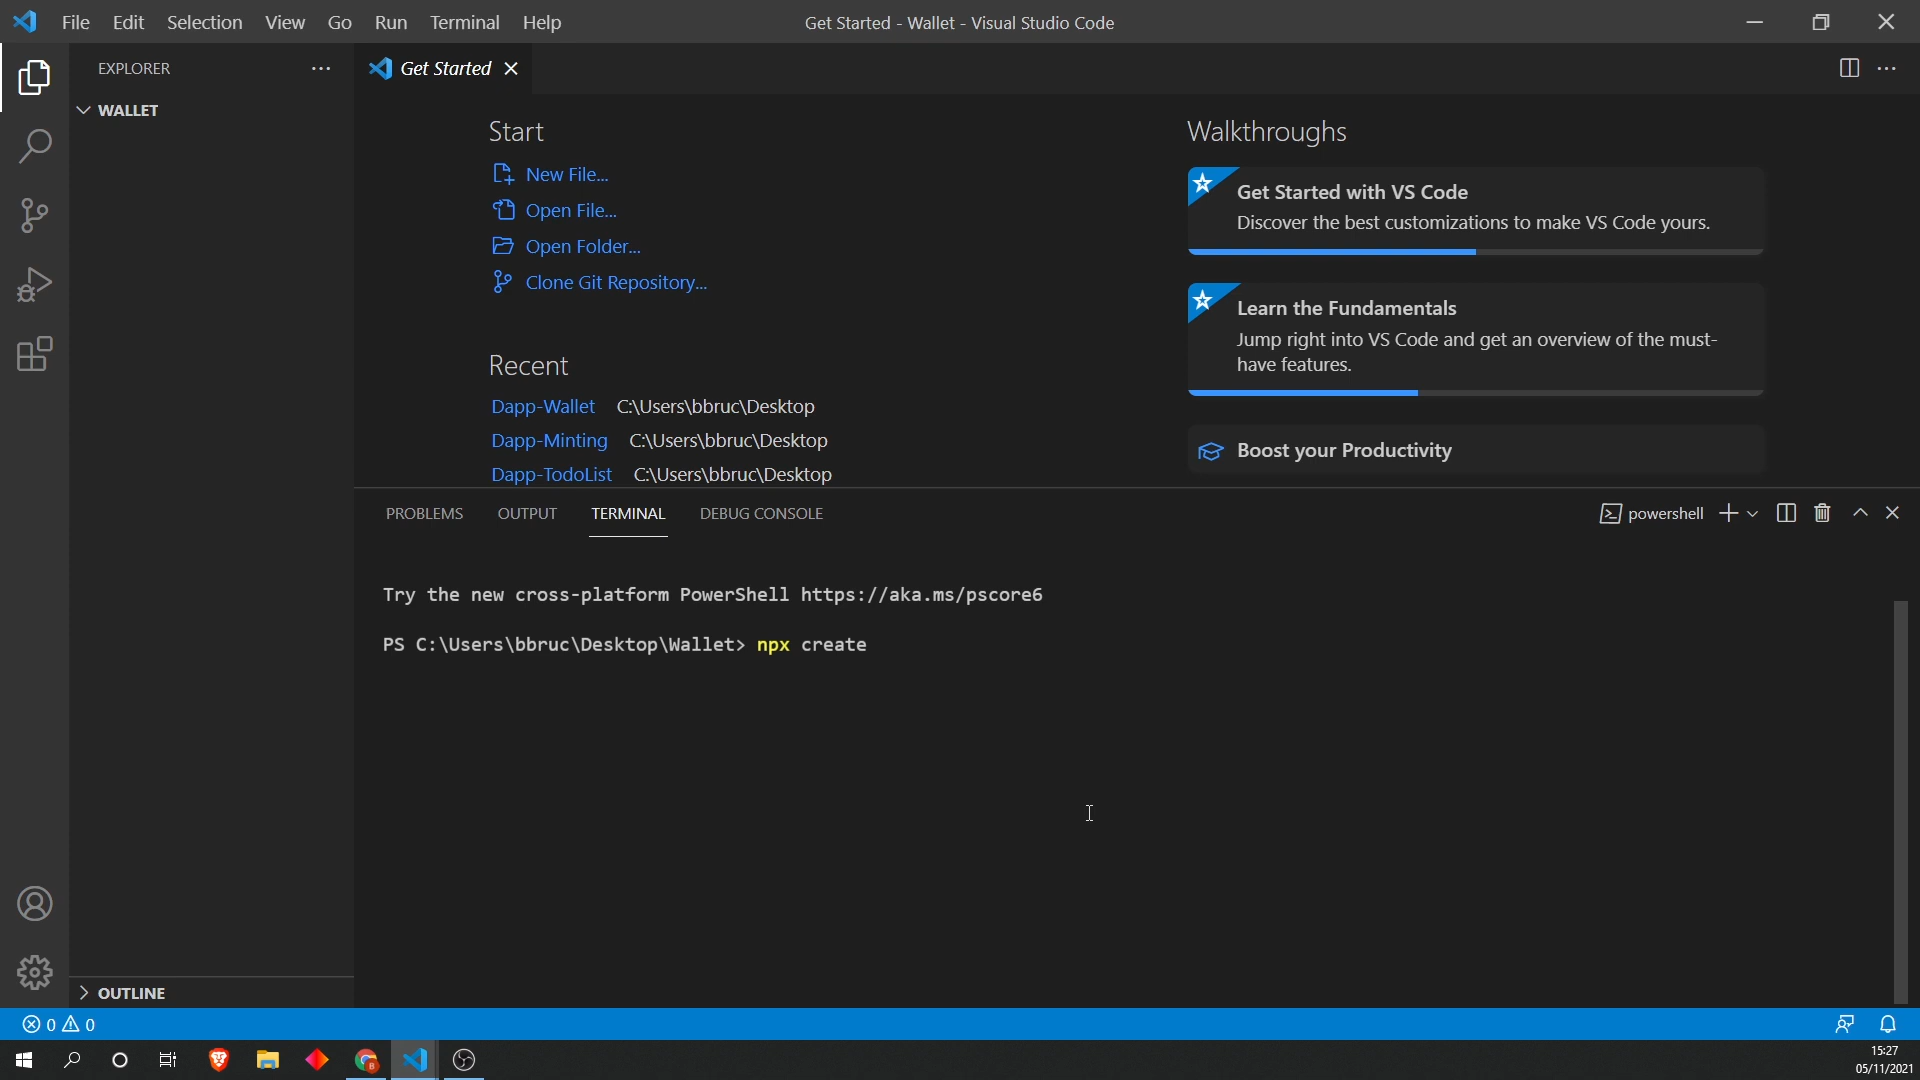 File Edit Selection View Go Run Terminal Help
Get Started - Wallet - Visual Studio Code
EXPLORER
WALLET
Get Started
Start
New File...
Open File...
Open Folder...
Clone Git Repository...
Recent
Dapp-Wallet C:\Users\bbruc\Desktop
Dapp-Minting C:\Users\bbruc\Desktop
Dapp-TodoList C:\Users\bbruc\Desktop
Walkthroughs
Get Started with VS Code
Discover the best customizations to make VS Code yours.
Learn the Fundamentals
Jump right into VS Code and get an overview of the must-
have features.
Boost your Productivity
PROBLEMS OUTPUT TERMINAL DEBUG CONSOLE
powershell
Try the new cross-platform PowerShell https://aka.ms/pscore6
PS C:\Users\bbruc\Desktop\Wallet> npx create
OUTLINE
0 0
15:27
05/11/2021